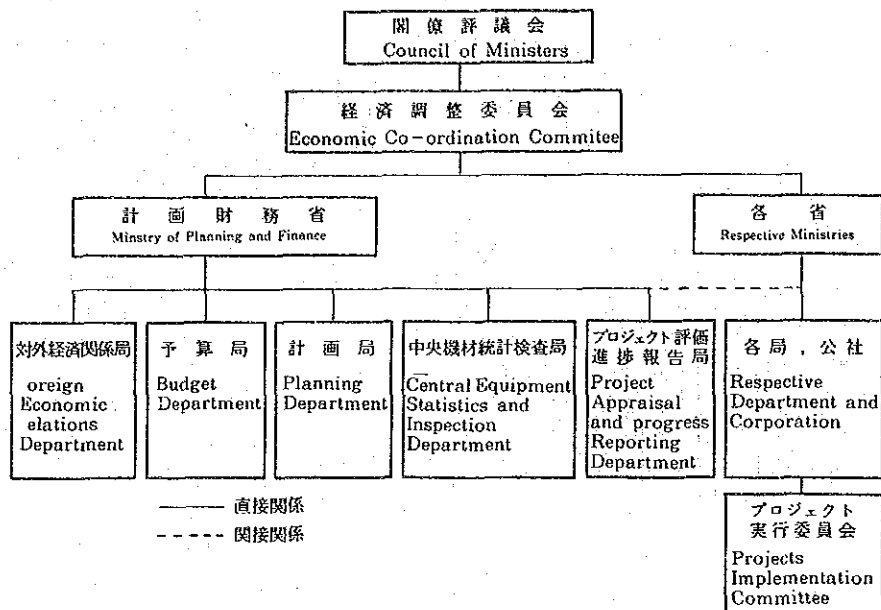 閣僚評議会
Council of Ministers
経済調整委員会
Economic Co-ordination Commitee
計画財務省
Minstry of Planning and Finance
各省
Respective Ministries
対外経済関係局
oreign
Economic
elations
Department
予算局
Budget
Department
計画局
Planning
Department
中央機材統計検査局
Central Equipment
Statistics and
Inspection
Department
プロジェクト評価
進捗報告局
Project
Appraisal
and progress
Reporting
Department
各局,公社
Respective
Department and
Corporation
直接関係
関接関係
プロジェクト
実行委員会
Projects
Implementation
Committee